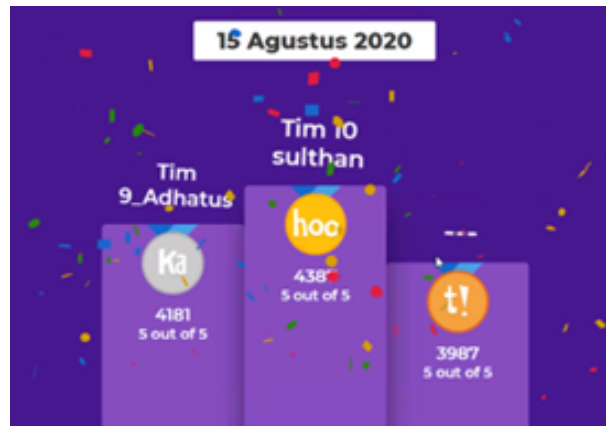 15 Agustus 2020
Tim 10
sulthan
Tim
9_Adhatus
---
Ka
hoo
t!
4181
5 out of 5
5 out of 5
3987
5 out of 5